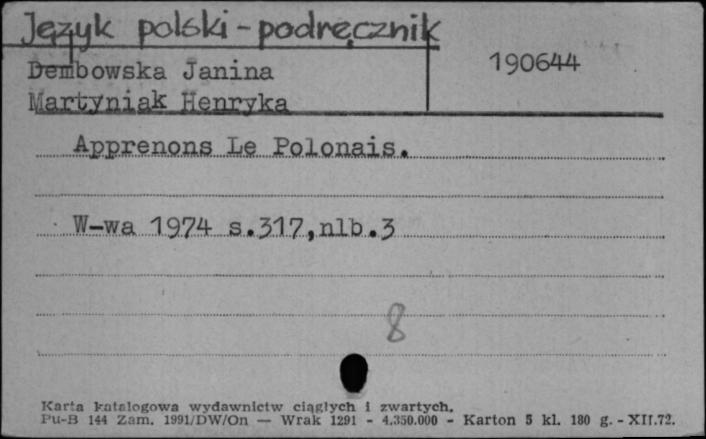 Język polski - podręcznik
Dembowska Janina
190644
Martyniak Henryka
Apprenons Le Polonais.
W-wa 1974 s.317,nlb.3
8
Karta katalogowa wydawnictw ciągłych i zwartych.
Pu-B 144 Zam. 1991/DW/On — Wrak 1291 - 4.350.000 - Karton 5 kl. 180 g. - XII.72.